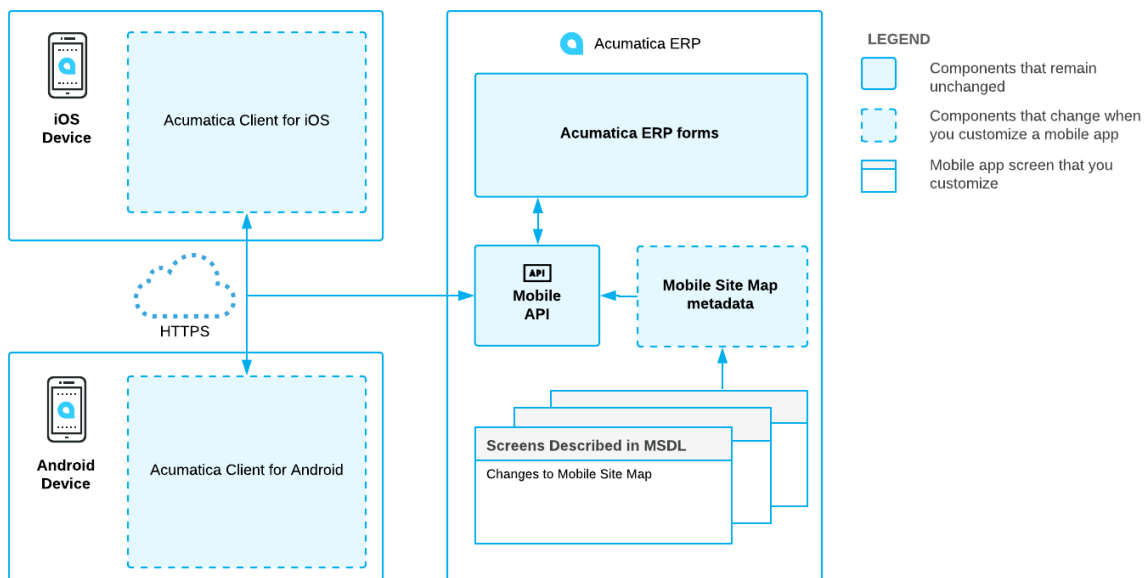 iOS
Device
Acumatica Client for iOS
HTTPS
Android
Device
Acumatica Client for Android
Acumatica ERP
Acumatica ERP forms
API
Mobile
API
Mobile Site Map
metadata
Screens Described in MSDL
Changes to Mobile Site Map
LEGEND
Components that remain
unchanged
Components that change when
you customize a mobile app
Mobile app screen that you
customize